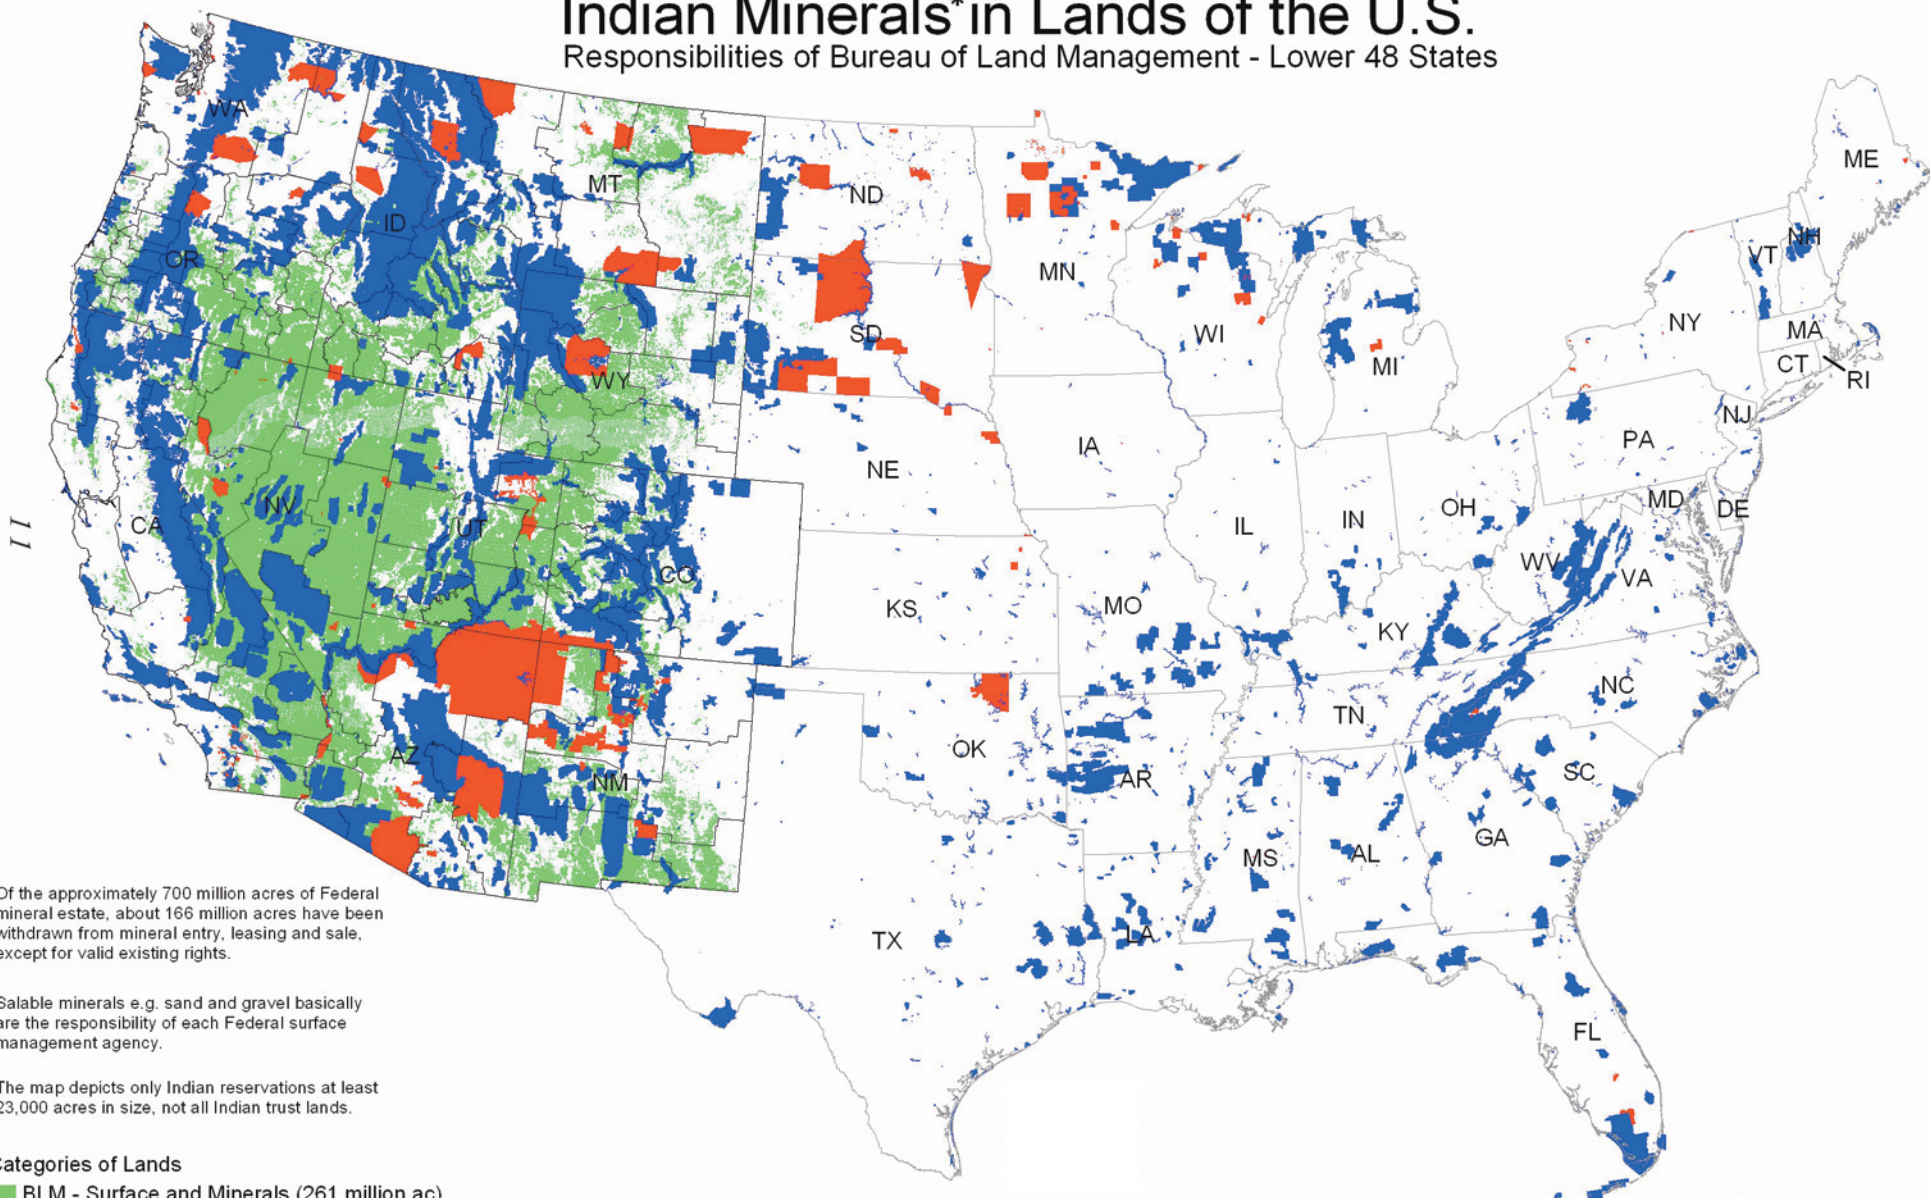 Indian Minerals* in Lands of the U.S.
Responsibilities of Bureau of Land Management - Lower 48 States
WA
MT
ND
ME
ID
OR
MN
VT
NH
SD
WI
NY
MA
MI
CT
RI
WY
NJ
IA
PA
NE
MD
DE
NV
CA
UT
IL
IN
OH
WV
VA
CO
KS
MO
KY
NC
TN
AZ
NM
OK
AR
SC
GA
MS
AL
TX
LA
FL
11
Of the approximately 700 million acres of Federal
mineral estate, about 166 million acres have been
withdrawn from mineral entry, leasing and sale,
except for valid existing rights.
Salable minerals e.g. sand and gravel basically
are the responsibility of each Federal surface
management agency.
The map depicts only Indian reservations at least
23,000 acres in size, not all Indian trust lands.
Categories of Lands
BLM - Surface and Minerals (261 million ac)